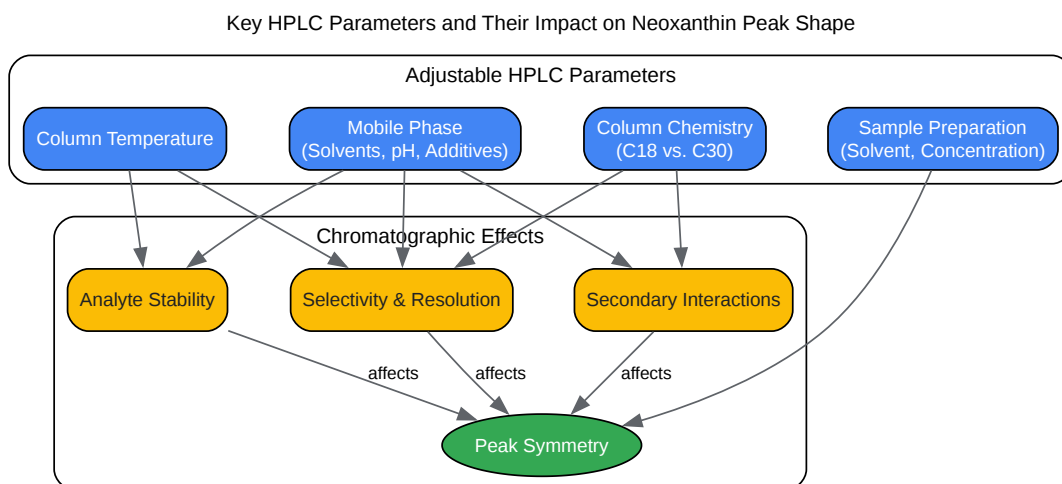 Key HPLC Parameters and Their Impact on Neoxanthin Peak Shape
Adjustable HPLC Parameters
Column Temperature
Mobile Phase
(Solvents, pH, Additives)
Column Chemistry
(C18 vs. C30)
Sample Preparation
(Solvent, Concentration)
Chromatographic Effects
Analyte Stability
Selectivity & Resolution
Secondary Interactions
affects
affects
affects
Peak Symmetry